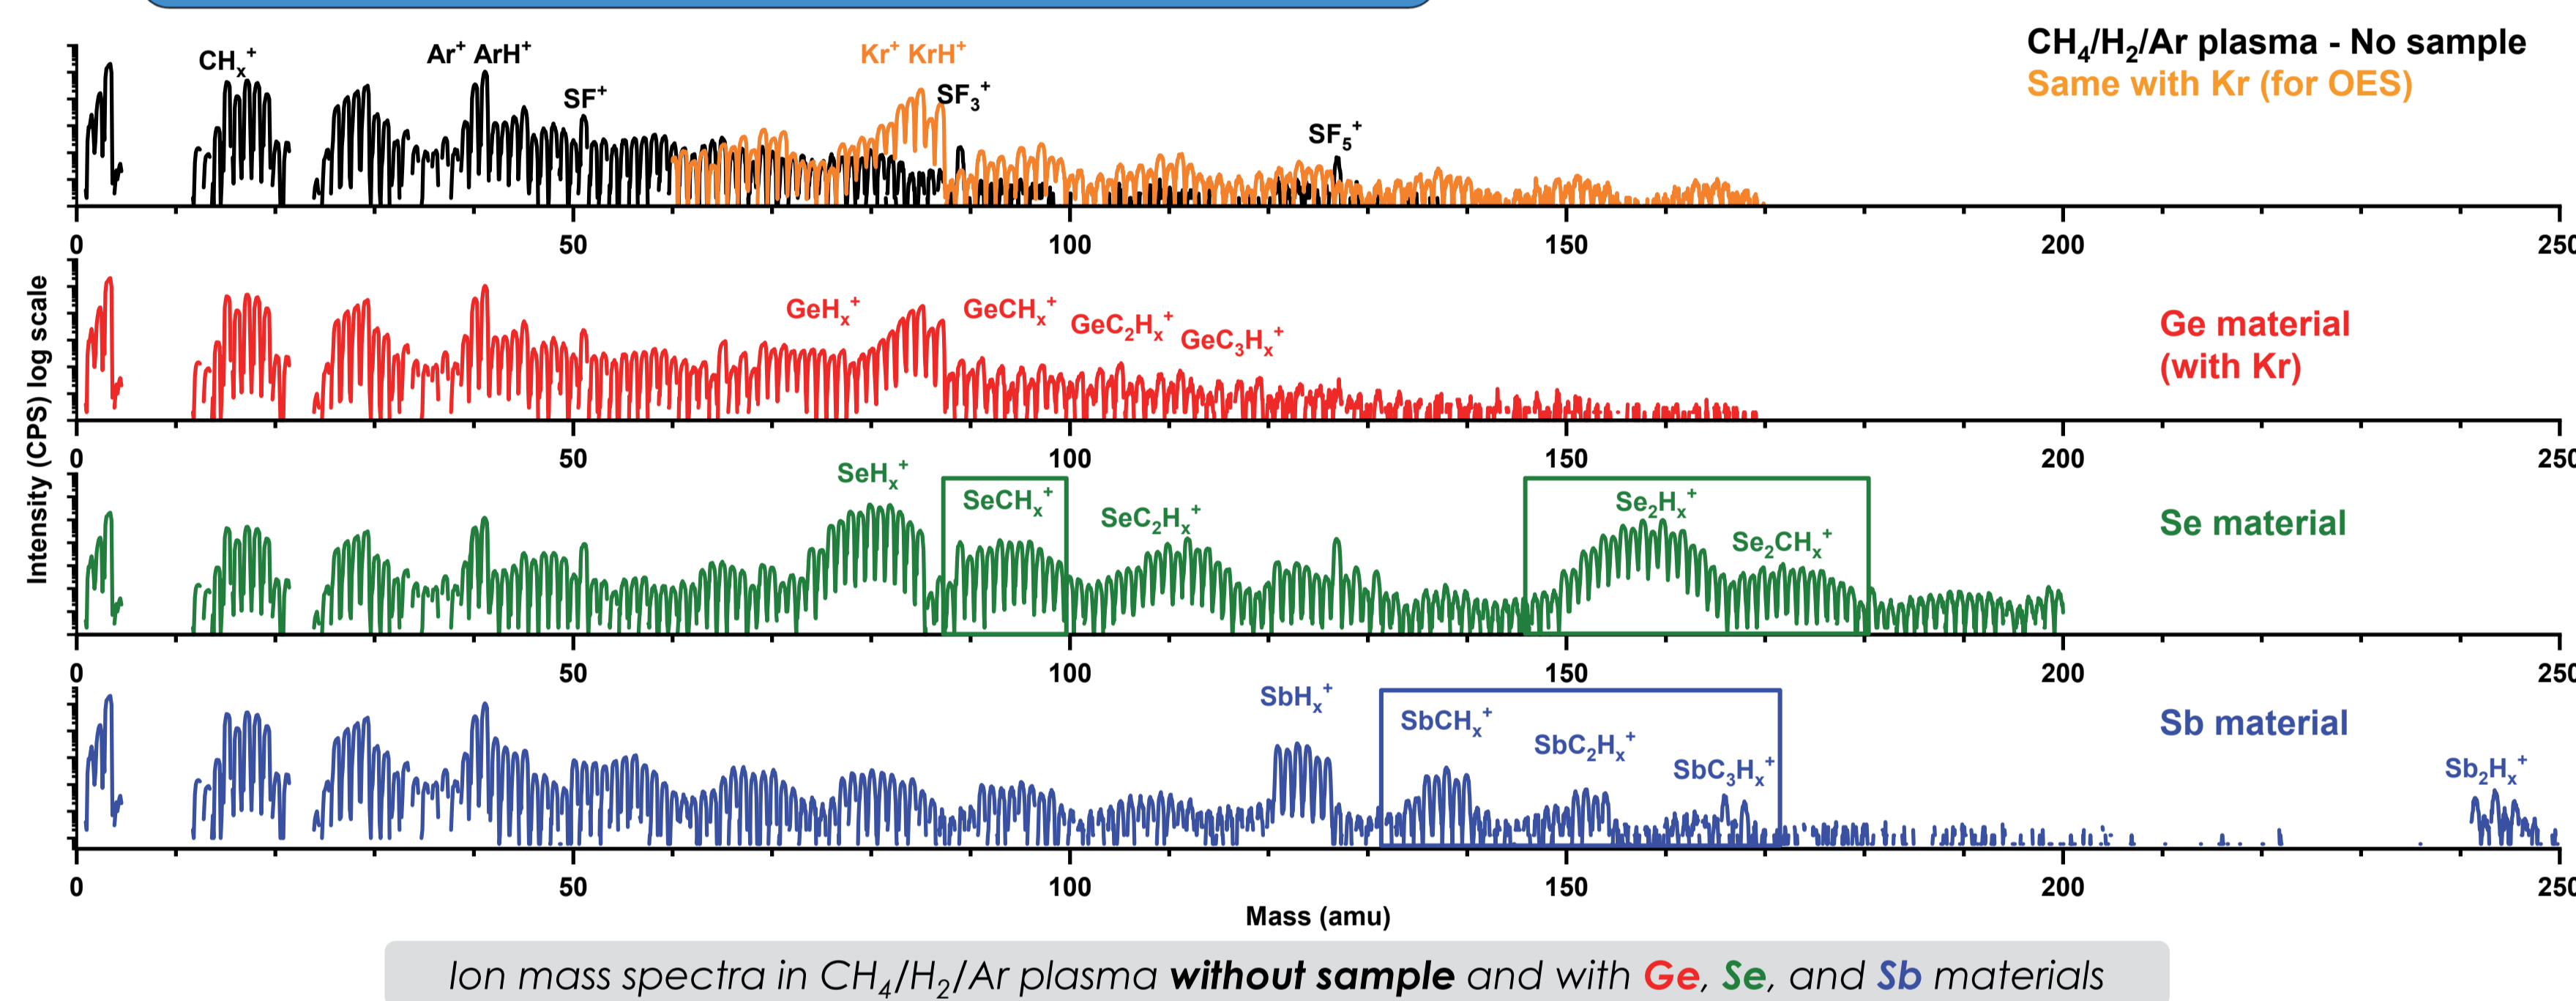 CH₄/H₂/Ar plasma - No sample
Same with Kr (for OES)
CHₓ⁺
Ar⁺ ArH⁺
SF⁺
Kr⁺ KrH⁺
SF₃⁺
SF₅⁺
0 50 100 150 200 250
Intensity (CPS) log scale
GeHₓ⁺
GeCHₓ⁺
GeC₂Hₓ⁺
GeC₃Hₓ⁺
Ge material
(with Kr)
0 50 100 150 200 250
SeHₓ⁺
SeCHₓ⁺
SeC₂Hₓ⁺
Se₂Hₓ⁺
Se₂CHₓ⁺
Se material
0 50 100 150 200 250
SbHₓ⁺
SbCHₓ⁺
SbC₂Hₓ⁺
SbC₃Hₓ⁺
Sb material
Sb₂Hₓ⁺
0 50 100 150 200 250
Mass (amu)
Ion mass spectra in CH₄/H₂/Ar plasma without sample and with Ge, Se, and Sb materials